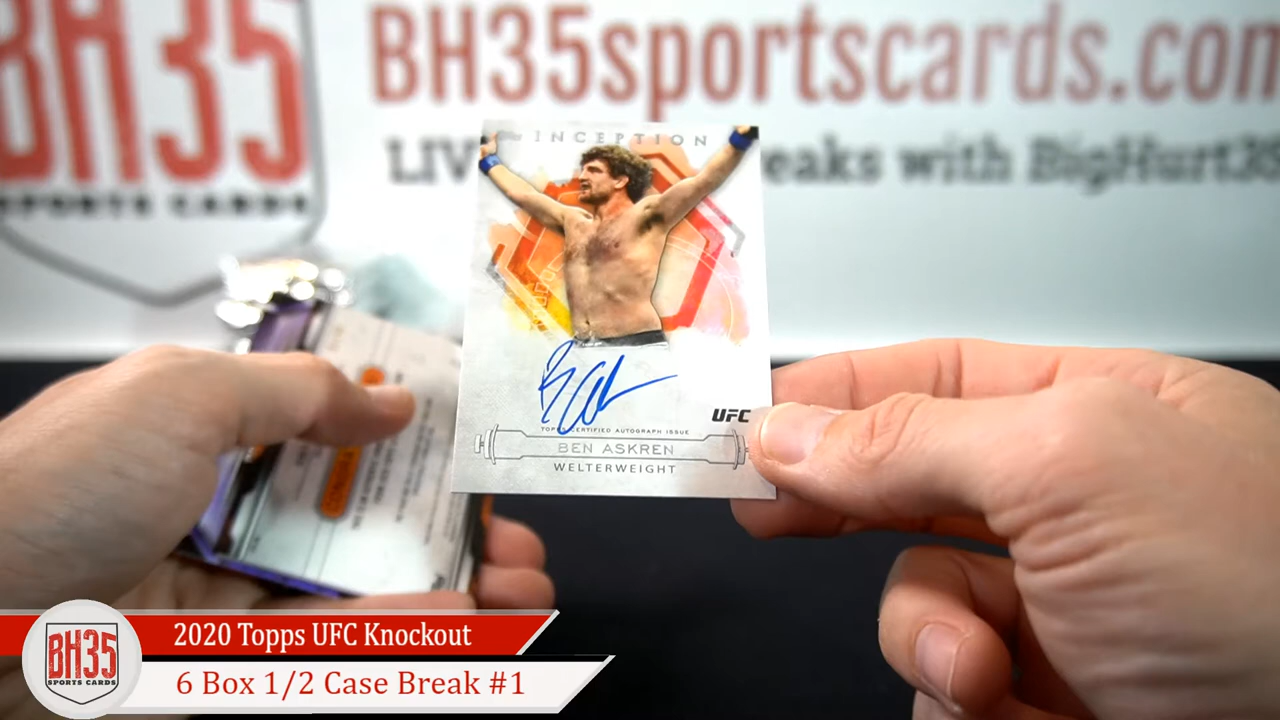 BH35
SPORTS CARDS
BH35sportscards.com
LIV eaks with BigHurt35
INCEPTION
UFC
TOPPS CERTIFIED AUTOGRAPH ISSUE
BEN ASKREN
WELTERWEIGHT
BH35
SPORTS CARDS
2020 Topps UFC Knockout
6 Box 1/2 Case Break #1